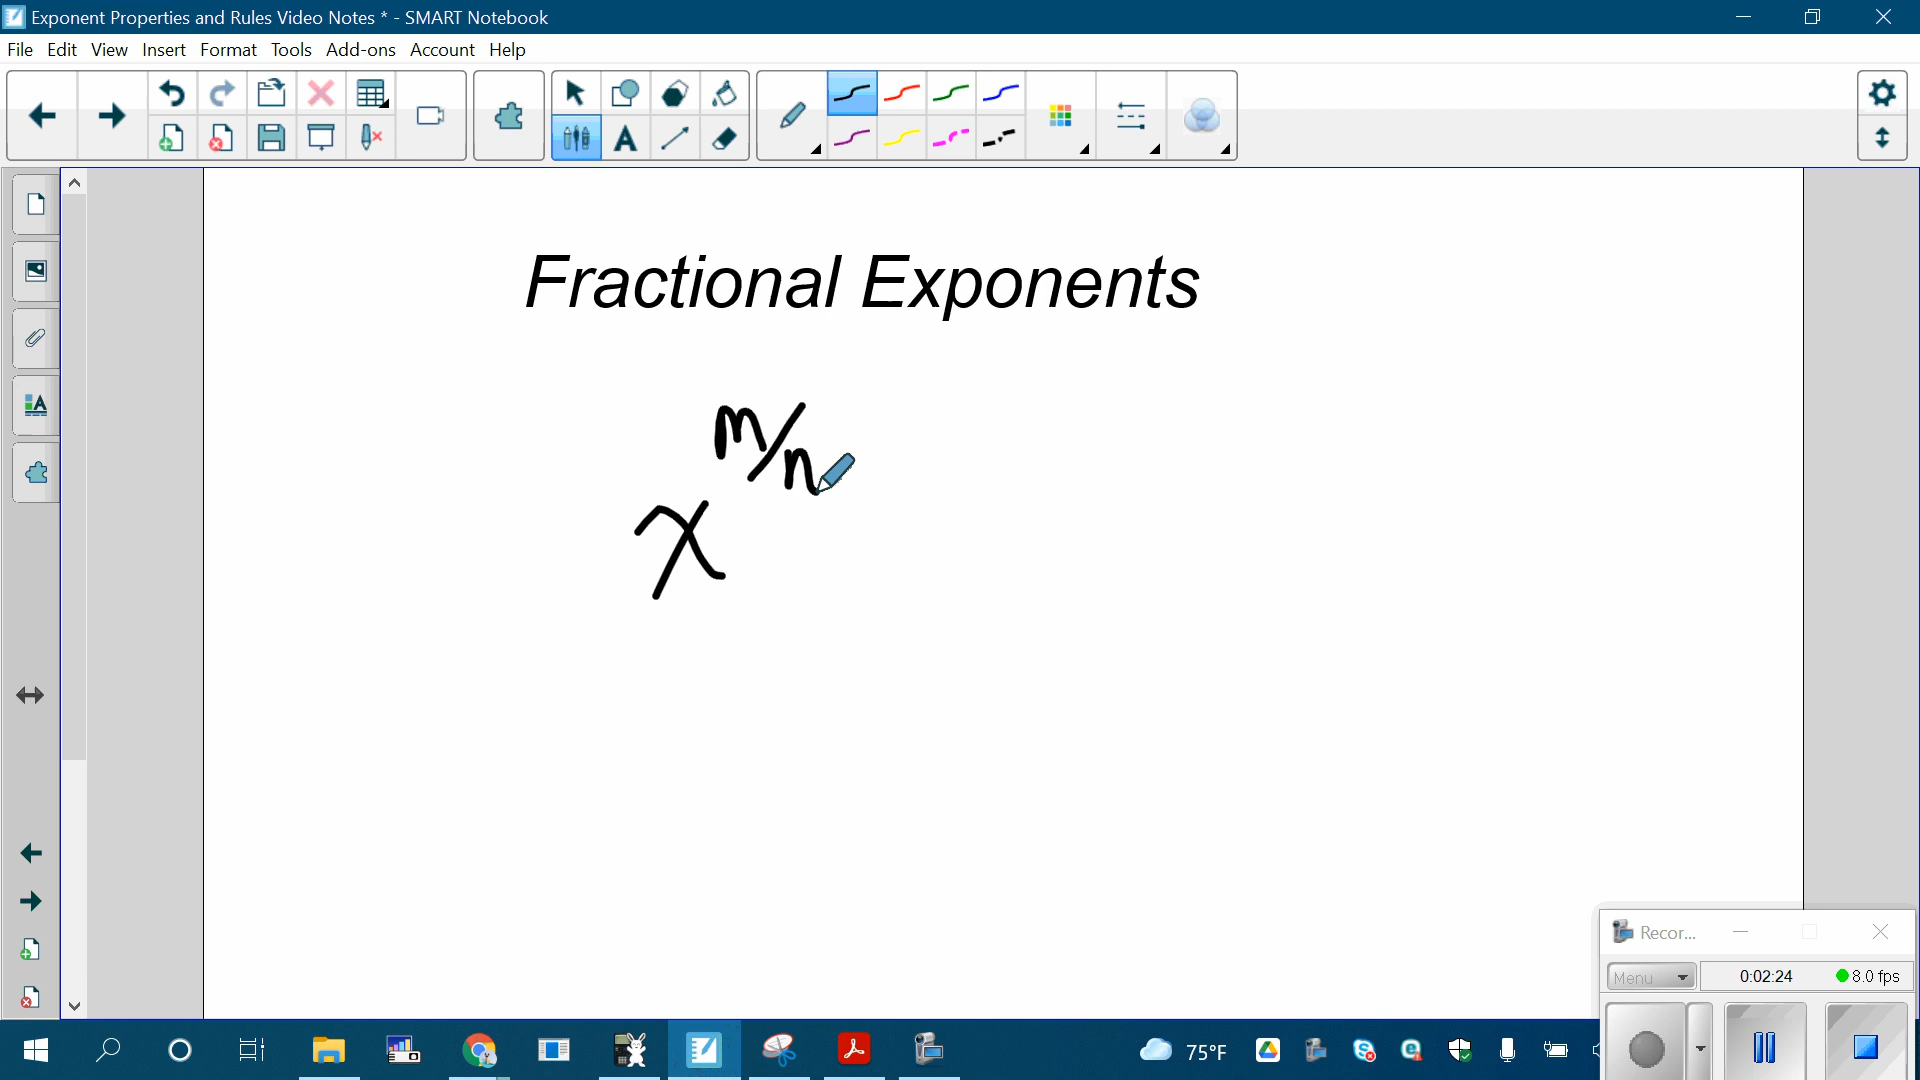 Exponent Properties and Rules Video Notes * - SMART Notebook
File Edit View Insert Format Tools Add-ons Account Help
Fractional Exponents
x^m/n
Recor...
Menu 0:02:24 8.0 fps
75°F